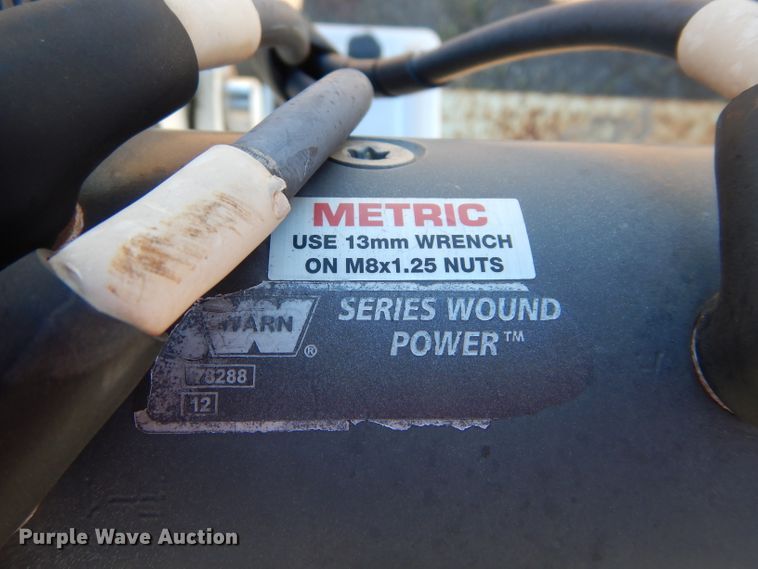 METRIC
USE 13mm WRENCH
ON M8x1.25 NUTS
WARN
®
SERIES WOUND
POWER™
78288
12
Purple Wave Auction